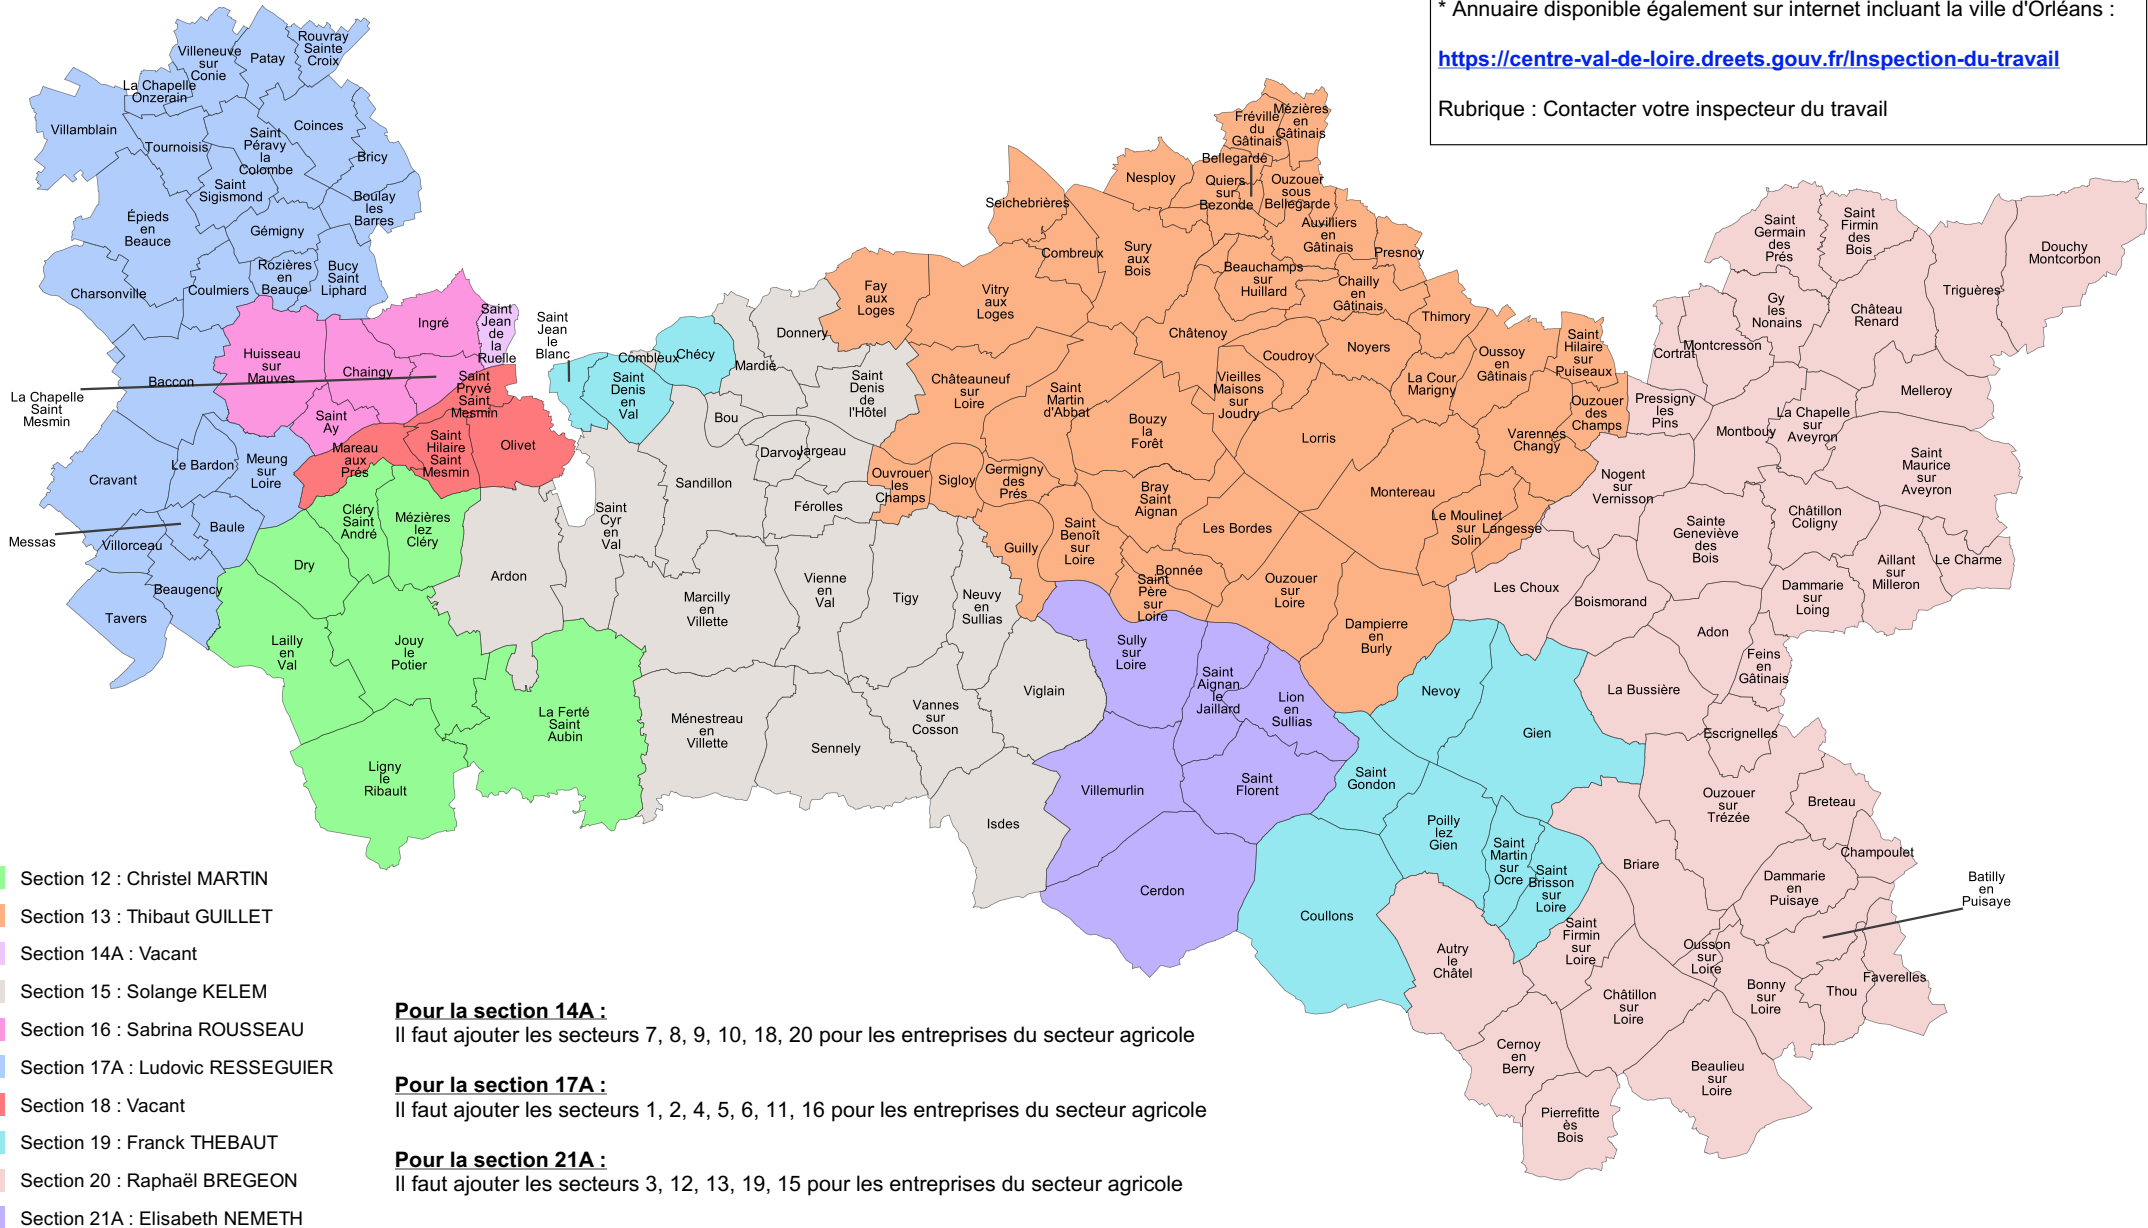 * Annuaire disponible également sur internet incluant la ville d'Orléans :
https://centre-val-de-loire.dreets.gouv.fr/Inspection-du-travail
Rubrique : Contacter votre inspecteur du travail
Villeneuve
sur
Conie
Patay
Rouvray
Sainte
Croix
La Chapelle
Onzerain
Villamblain
Tournoisis
Saint
Péravy
la
Colombe
Coinces
Bricy
Saint
Sigismond
Boulay
les
Barres
Épieds
en
Beauce
Gémigny
Rozières
en
Beauce
Bucy
Saint
Liphard
Charsonville
Coulmiers
Baccon
Huisseau
sur
Mauves
Chaingy
Ingré
Saint
Jean
de
la
Ruelle
La Chapelle
Saint
Mesmin
Saint
Ay
Saint
Pryvé
Saint
Mesmin
Mareau
aux
Prés
Saint
Hilaire
Saint
Mesmin
Olivet
Cravant
Le Bardon
Meung
sur
Loire
Messas
Baule
Villorceau
Beaugency
Tavers
Cléry
Saint
André
Mézières
lez
Cléry
Dry
Lailly
en
Val
Jouy
le
Potier
Ligny
le
Ribault
La Ferté
Saint
Aubin
Ardon
Saint
Jean
le
Blanc
Saint
Denis
en
Val
Combleux
Chécy
Mardié
Donnery
Saint
Denis
de
l'Hôtel
Bou
Darvoy
Jargeau
Sandillon
Férolles
Saint
Cyr
en
Val
Marcilly
en
Villette
Vienne
en
Val
Tigy
Neuvy
en
Sullias
Ménestreau
en
Villette
Sennely
Vannes
sur
Cosson
Viglain
Isdes
Fay
aux
Loges
Vitry
aux
Loges
Seichebrières
Combreux
Sury
aux
Bois
Nesploy
Fréville
du
Gâtinais
Mézières
en
Gâtinais
Bellegarde
Quiers
sur
Bezonde
Ouzouer
sous
Bellegarde
Auvilliers
en
Gâtinais
Presnoy
Beauchamps
sur
Huillard
Chailly
en
Gâtinais
Thimory
Châtenoy
Coudroy
Noyers
Châteauneuf
sur
Loire
Saint
Martin
d'Abbat
Vieilles
Maisons
sur
Joudry
La Cour
Marigny
Oussoy
en
Gâtinais
Saint
Hilaire
sur
Puiseaux
Ouzouer
des
Champs
Varennes
Changy
Bouzy
la
Forêt
Lorris
Ouvrouer
les
Champs
Sigloy
Germigny
des
Prés
Bray
Saint
Aignan
Montereau
Le Moulinet
sur
Solin
Langesse
Guilly
Saint
Benoît
sur
Loire
Les Bordes
Bonnée
Saint
Père
sur
Loire
Ouzouer
sur
Loire
Dampierre
en
Burly
Sully
sur
Loire
Saint
Aignan
le
Jaillard
Lion
en
Sullias
Villemurlin
Saint
Florent
Cerdon
Nevoy
Gien
Saint
Gondon
Poilly
lez
Gien
Saint
Martin
sur
Ocre
Saint
Brisson
sur
Loire
Coullons
Saint
Germain
des
Prés
Saint
Firmin
des
Bois
Douchy
Montcorbon
Triguères
Gy
les
Nonains
Château
Renard
Cortrat
Montcresson
Melleroy
Pressigny
les
Pins
Montbouy
La Chapelle
sur
Aveyron
Saint
Maurice
sur
Aveyron
Nogent
sur
Vernisson
Sainte
Geneviève
des
Bois
Châtillon
Coligny
Aillant
sur
Milleron
Le Charme
Les Choux
Boismorand
Dammarie
sur
Loing
Adon
Feins
en
Gâtinais
La Bussière
Escrignelles
Ouzouer
sur
Trézée
Breteau
Champoulet
Briare
Dammarie
en
Puisaye
Batilly
en
Puisaye
Autry
le
Châtel
Saint
Firmin
sur
Loire
Ousson
sur
Loire
Bonny
sur
Loire
Thou
Faverelles
Châtillon
sur
Loire
Cernoy
en
Berry
Beaulieu
sur
Loire
Pierrefitte
ès
Bois
Section 12 : Christel MARTIN
Section 13 : Thibaut GUILLET
Section 14A : Vacant
Section 15 : Solange KELEM
Section 16 : Sabrina ROUSSEAU
Section 17A : Ludovic RESSEGUIER
Section 18 : Vacant
Section 19 : Franck THEBAUT
Section 20 : Raphaël BREGEON
Section 21A : Elisabeth NEMETH
Pour la section 14A :
Il faut ajouter les secteurs 7, 8, 9, 10, 18, 20 pour les entreprises du secteur agricole
Pour la section 17A :
Il faut ajouter les secteurs 1, 2, 4, 5, 6, 11, 16 pour les entreprises du secteur agricole
Pour la section 21A :
Il faut ajouter les secteurs 3, 12, 13, 19, 15 pour les entreprises du secteur agricole